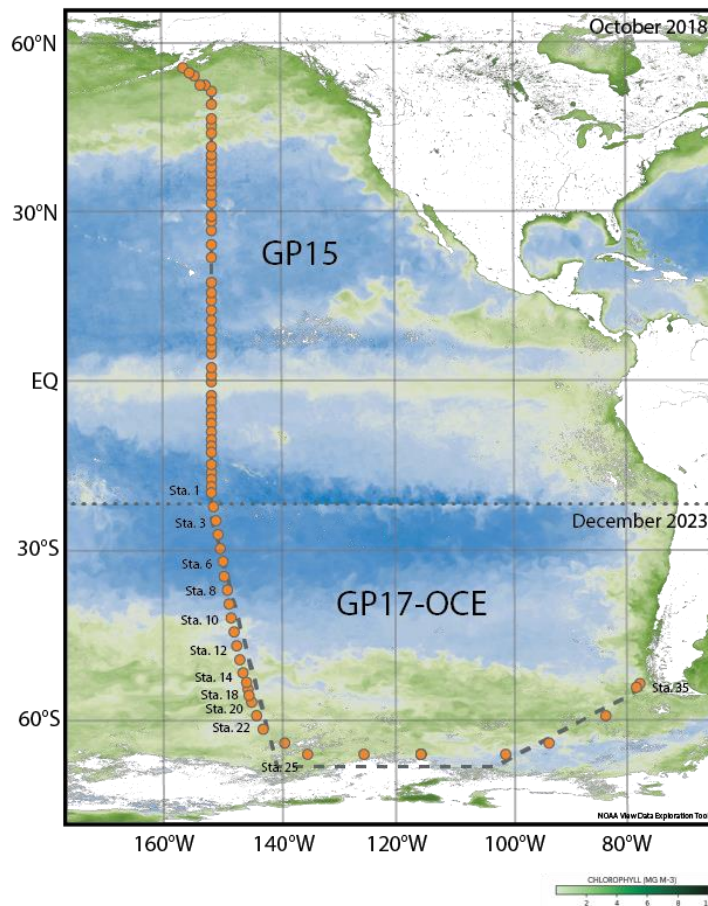 October 2018
60°N
30°N
GP15
EQ
Sta. 1
December 2023
Sta. 3
30°S
Sta. 6
Sta. 8
GP17-OCE
Sta. 10
Sta. 12
Sta. 14
Sta. 18
Sta. 35
Sta. 20
60°S
Sta. 22
Sta. 25
NOAA View Data Exploration Tool
160°W 140°W 120°W 100°W 80°W
CHLOROPHYLL (MG M-3)
2 4 6 8